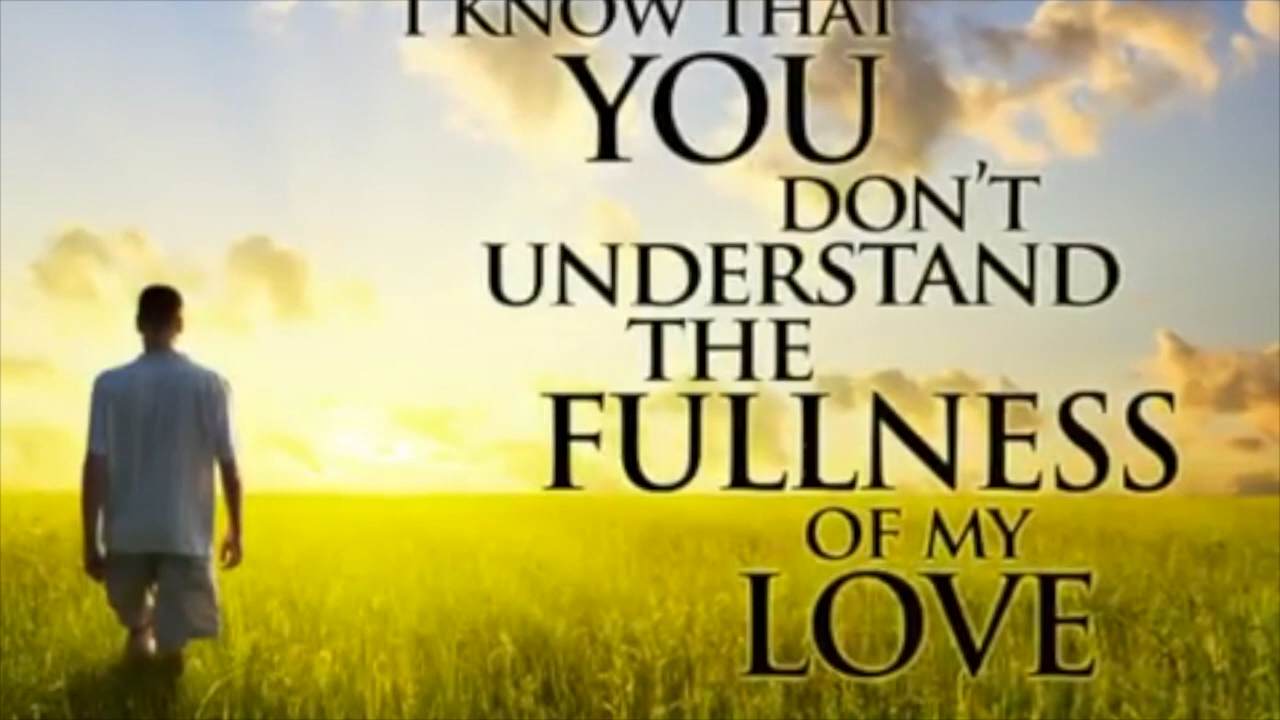 I KNOW THAT
YOU
DON'T
UNDERSTAND
THE
FULLNESS
OF MY
LOVE